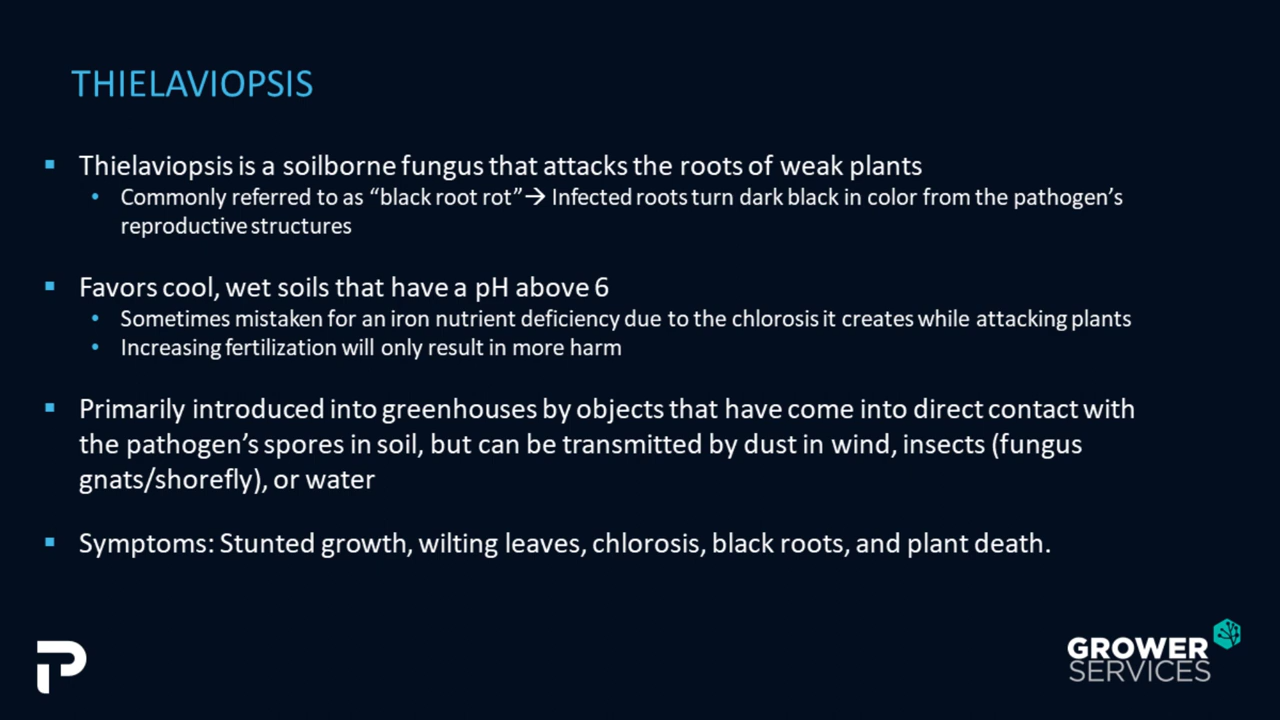 THIELAVIOPSIS
▪ Thielaviopsis is a soilborne fungus that attacks the roots of weak plants
• Commonly referred to as “black root rot”→ Infected roots turn dark black in color from the pathogen’s
reproductive structures
▪ Favors cool, wet soils that have a pH above 6
• Sometimes mistaken for an iron nutrient deficiency due to the chlorosis it creates while attacking plants
• Increasing fertilization will only result in more harm
▪ Primarily introduced into greenhouses by objects that have come into direct contact with
the pathogen’s spores in soil, but can be transmitted by dust in wind, insects (fungus
gnats/shorefly), or water
▪ Symptoms: Stunted growth, wilting leaves, chlorosis, black roots, and plant death.
P
GROWER
SERVICES